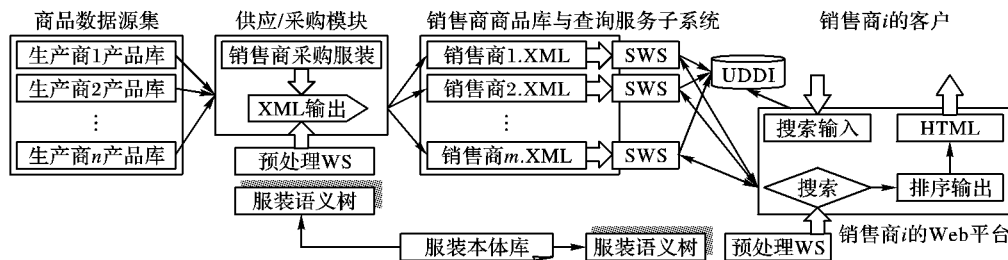 商品数据源集
供应/采购模块
销售商商品库与查询服务子系统
销售商i的客户
生产商1产品库
生产商2产品库
⋮
生产商n产品库
销售商采购服装
XML输出
预处理WS
服装语义树
销售商1.XML
销售商2.XML
⋮
销售商m.XML
SWS
SWS
SWS
UDDI
搜索输入
HTML
搜索
排序输出
预处理WS
销售商i的Web平台
服装本体库
服装语义树